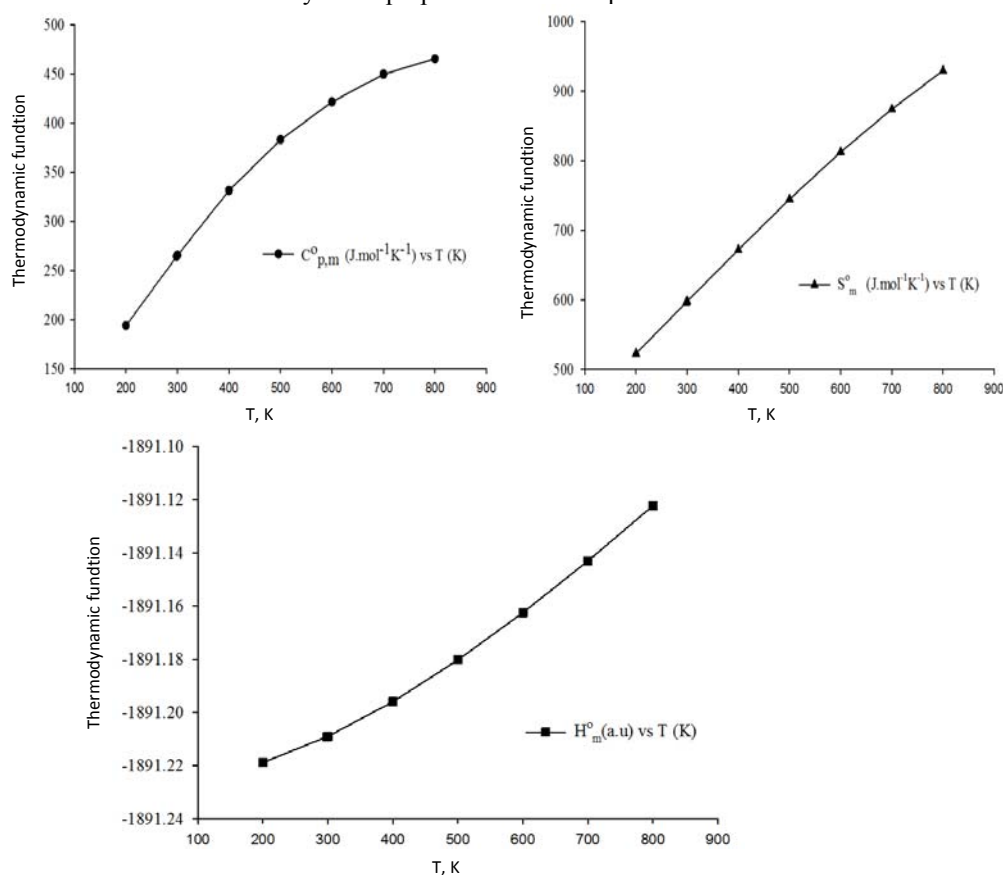 500
450
400
350
300
250
200
150
100 200 300 400 500 600 700 800 900
T, K
Thermodynamic fundtion
C°p,m (J.mol-1K-1) vs T (K)
1000
900
800
700
600
500
100 200 300 400 500 600 700 800 900
T, K
Thermodynamic fundtion
S°m (J.mol-1K-1) vs T (K)
-1891.10
-1891.12
-1891.14
-1891.16
-1891.18
-1891.20
-1891.22
-1891.24
100 200 300 400 500 600 700 800 900
T, K
Thermodynamic fundtion
H°m(a.u) vs T (K)